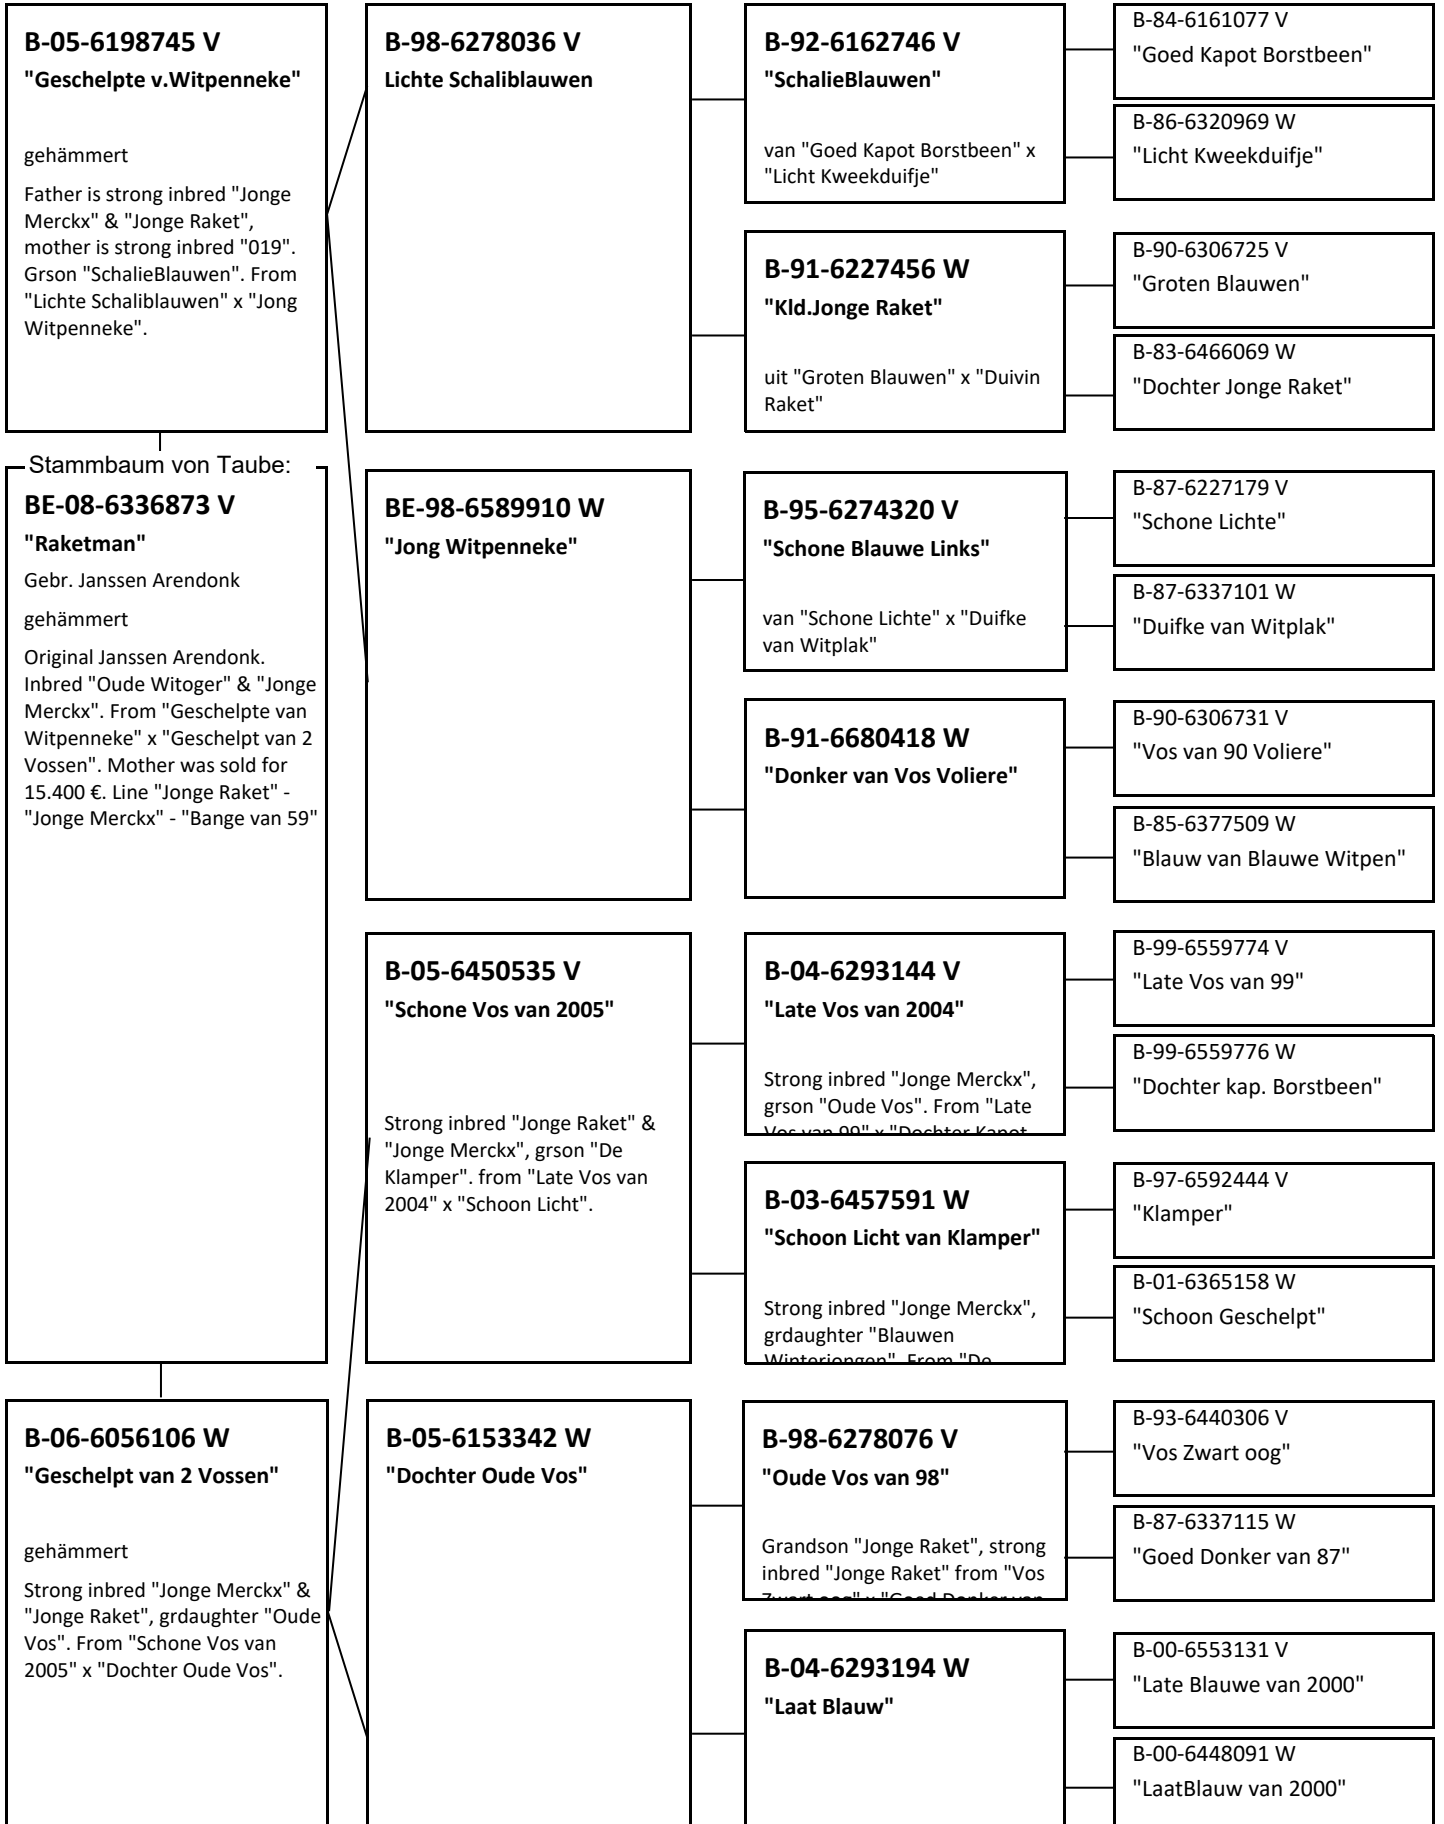 B-05-6198745 V
"Geschelpte v.Witpenneke"
gehämmert
Father is strong inbred "Jonge
Merckx" & "Jonge Raket",
mother is strong inbred "019".
Grson "SchalieBlauwen". From
"Lichte Schaliblauwen" x "Jong
Witpenneke".
Stammbaum von Taube:
BE-08-6336873 V
"Raketman"
Gebr. Janssen Arendonk
gehämmert
Original Janssen Arendonk.
Inbred "Oude Witoger" & "Jonge
Merckx". From "Geschelpte van
Witpenneke" x "Geschelpt van 2
Vossen". Mother was sold for
15.400 €. Line "Jonge Raket" -
"Jonge Merckx" - "Bange van 59"
B-06-6056106 W
"Geschelpt van 2 Vossen"
gehämmert
Strong inbred "Jonge Merckx" &
"Jonge Raket", grdaughter "Oude
Vos". From "Schone Vos van
2005" x "Dochter Oude Vos".
B-98-6278036 V
Lichte Schaliblauwen
BE-98-6589910 W
"Jong Witpenneke"
B-05-6450535 V
"Schone Vos van 2005"
Strong inbred "Jonge Raket" &
"Jonge Merckx", grson "De
Klamper". from "Late Vos van
2004" x "Schoon Licht".
B-05-6153342 W
"Dochter Oude Vos"
B-92-6162746 V
"SchalieBlauwen"
van "Goed Kapot Borstbeen" x
"Licht Kweekduifje"
B-91-6227456 W
"Kld.Jonge Raket"
uit "Groten Blauwen" x "Duivin
Raket"
B-95-6274320 V
"Schone Blauwe Links"
van "Schone Lichte" x "Duifke
van Witplak"
B-91-6680418 W
"Donker van Vos Voliere"
B-04-6293144 V
"Late Vos van 2004"
Strong inbred "Jonge Merckx",
grson "Oude Vos". From "Late
Vos van 99" x "Dochter Kapot
B-03-6457591 W
"Schoon Licht van Klamper"
Strong inbred "Jonge Merckx",
grdaughter "Blauwen
Winterjongen". From "De
B-98-6278076 V
"Oude Vos van 98"
Grandson "Jonge Raket", strong
inbred "Jonge Raket" from "Vos
Zwart oog" x "Goed Donker van
B-04-6293194 W
"Laat Blauw"
B-84-6161077 V
"Goed Kapot Borstbeen"
B-86-6320969 W
"Licht Kweekduifje"
B-90-6306725 V
"Groten Blauwen"
B-83-6466069 W
"Dochter Jonge Raket"
B-87-6227179 V
"Schone Lichte"
B-87-6337101 W
"Duifke van Witplak"
B-90-6306731 V
"Vos van 90 Voliere"
B-85-6377509 W
"Blauw van Blauwe Witpen"
B-99-6559774 V
"Late Vos van 99"
B-99-6559776 W
"Dochter kap. Borstbeen"
B-97-6592444 V
"Klamper"
B-01-6365158 W
"Schoon Geschelpt"
B-93-6440306 V
"Vos Zwart oog"
B-87-6337115 W
"Goed Donker van 87"
B-00-6553131 V
"Late Blauwe van 2000"
B-00-6448091 W
"LaatBlauw van 2000"